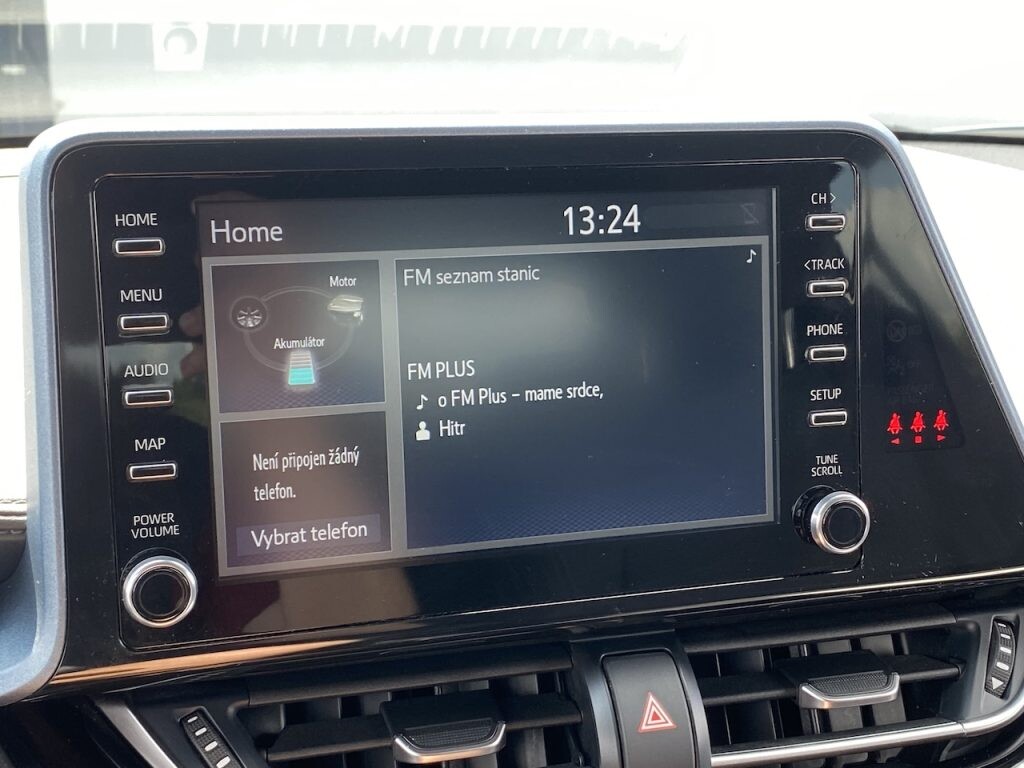 HOME
MENU
AUDIO
MAP
POWER
VOLUME
Home
13:24
Motor
Akumulátor
Není připojen žádný
telefon.
Vybrat telefon
FM seznam stanic
FM PLUS
o FM Plus – mame srdce,
Hitr
CH >
< TRACK
PHONE
SETUP
TUNE
SCROLL